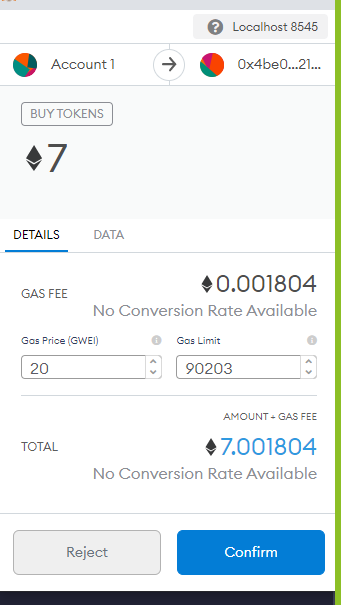 Localhost 8545
Account 1
0x4be0...21...
BUY TOKENS
7
DETAILS DATA
GAS FEE
0.001804
No Conversion Rate Available
Gas Price (GWEI) Gas Limit
20 90203
AMOUNT + GAS FEE
TOTAL
7.001804
No Conversion Rate Available
Reject Confirm